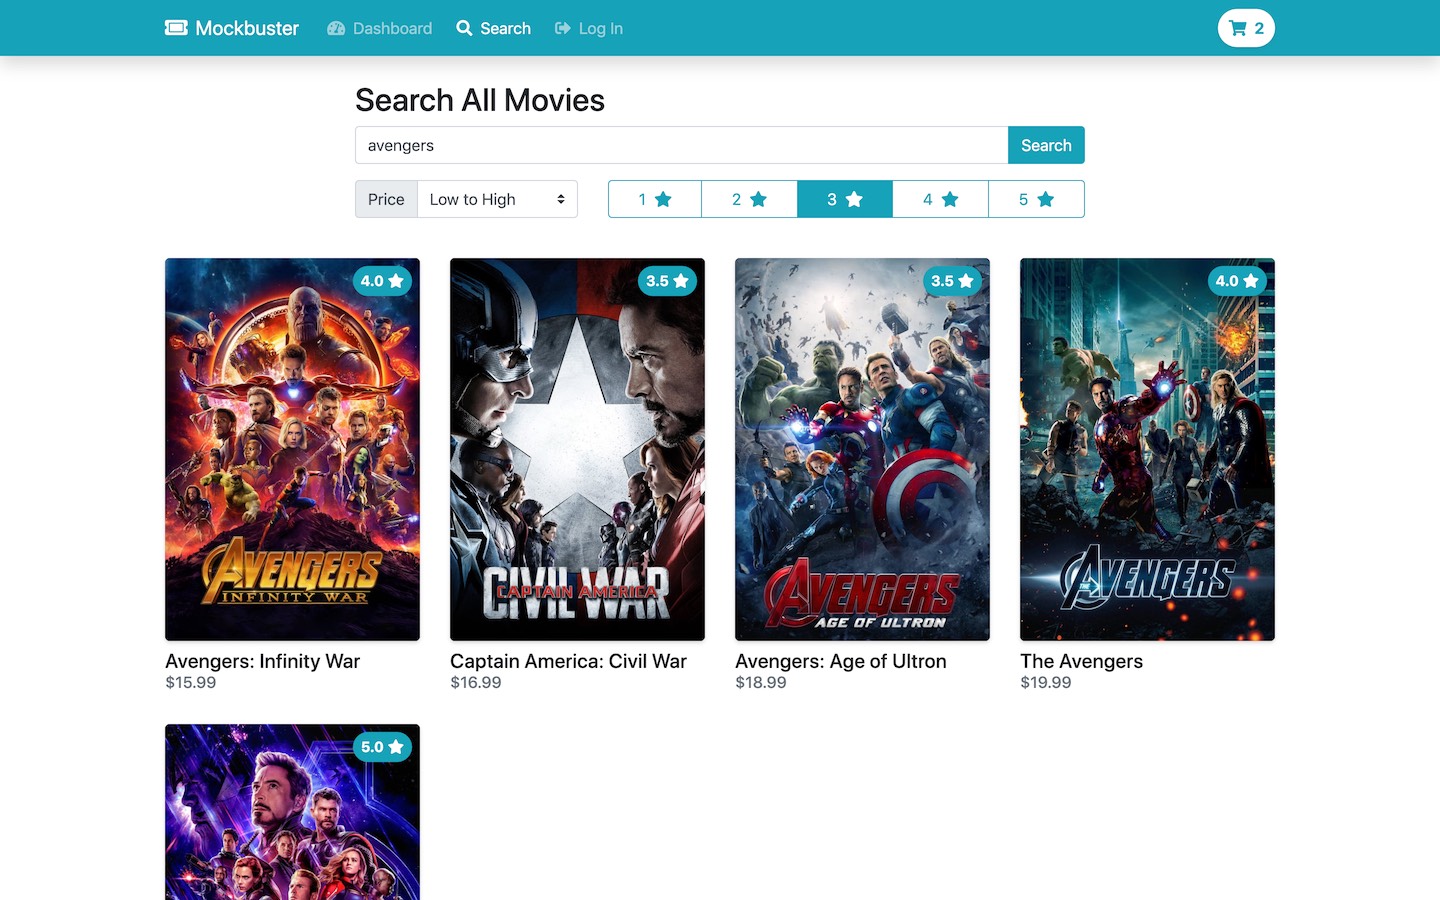 Mockbuster Dashboard Search Log In 2
Search All Movies
avengers Search
Price Low to High 1 2 3 4 5
4.0 3.5 3.5 4.0
AVENGERS
INFINITY WAR
CIVIL WAR
CAPTAIN AMERICA
AVENGERS
AGE OF ULTRON
THE AVENGERS
Avengers: Infinity War Captain America: Civil War Avengers: Age of Ultron The Avengers
$15.99 $16.99 $18.99 $19.99
5.0